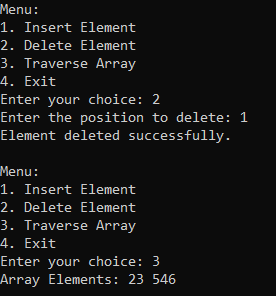 Menu:
1. Insert Element
2. Delete Element
3. Traverse Array
4. Exit
Enter your choice: 2
Enter the position to delete: 1
Element deleted successfully.
Menu:
1. Insert Element
2. Delete Element
3. Traverse Array
4. Exit
Enter your choice: 3
Array Elements: 23 546